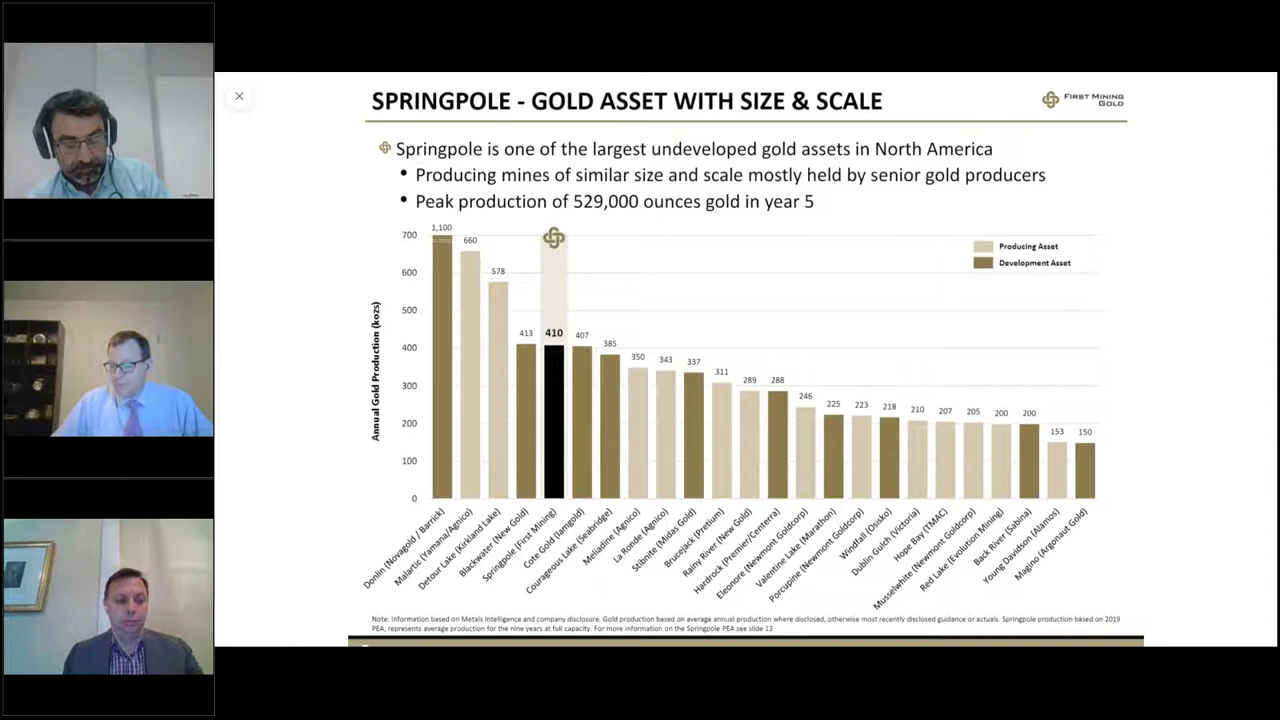 SPRINGPOLE - GOLD ASSET WITH SIZE & SCALE
FIRST MINING
GOLD
Springpole is one of the largest undeveloped gold assets in North America
• Producing mines of similar size and scale mostly held by senior gold producers
• Peak production of 529,000 ounces gold in year 5
Annual Gold Production (kozs)
700
600
500
400
300
200
100
0
1,100
660
578
413
410
407
385
350
343
337
311
289
288
246
225
223
218
210
207
205
200
200
153
150
Producing Asset
Development Asset
Donlin (Novagold / Barrick)
Malartic (Yamana/Agnico)
Detour Lake (Kirkland Lake)
Blackwater (New Gold)
Springpole (First Mining)
Cote Gold (Iamgold)
Courageous Lake (Seabridge)
Meliadine (Agnico)
La Ronde (Agnico)
Stibnite (Midas Gold)
Brucejack (Pretium)
Rainy River (New Gold)
Hardrock (Premier/Centerra)
Eleonore (Newmont Goldcorp)
Valentine Lake (Marathon)
Porcupine (Newmont Goldcorp)
Windfall (Osisko)
Dublin Gulch (Victoria)
Hope Bay (TMAC)
Musselwhite (Newmont Goldcorp)
Red Lake (Evolution Mining)
Back River (Sabina)
Young Davidson (Alamos)
Magino (Argonaut Gold)
Note: Information based on Metals Intelligence and company disclosure. Gold production based on average annual production where disclosed, otherwise most recently disclosed guidance or actuals. Springpole production based on 2019
PEA, represents average production for the nine years at full capacity. For more information on the Springpole PEA see slide 13